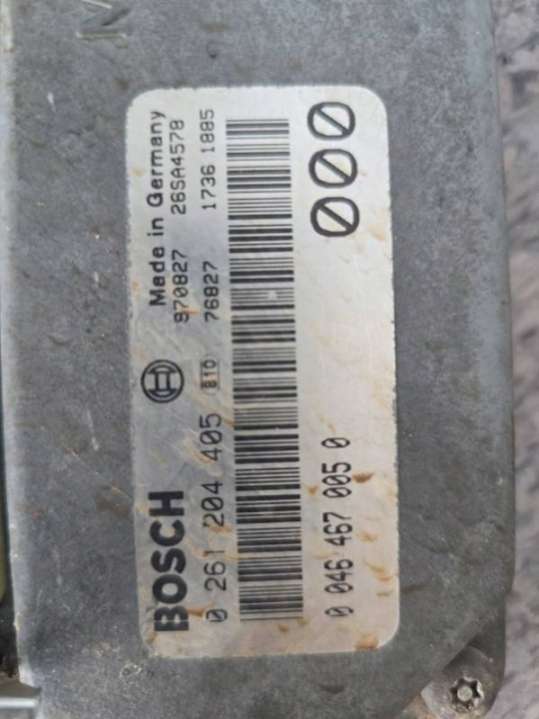 BOSCH Made in Germany
0 261 204 405 970827 26SA4578
BTO 76827 1736 1885
0 046 467 005 0 000